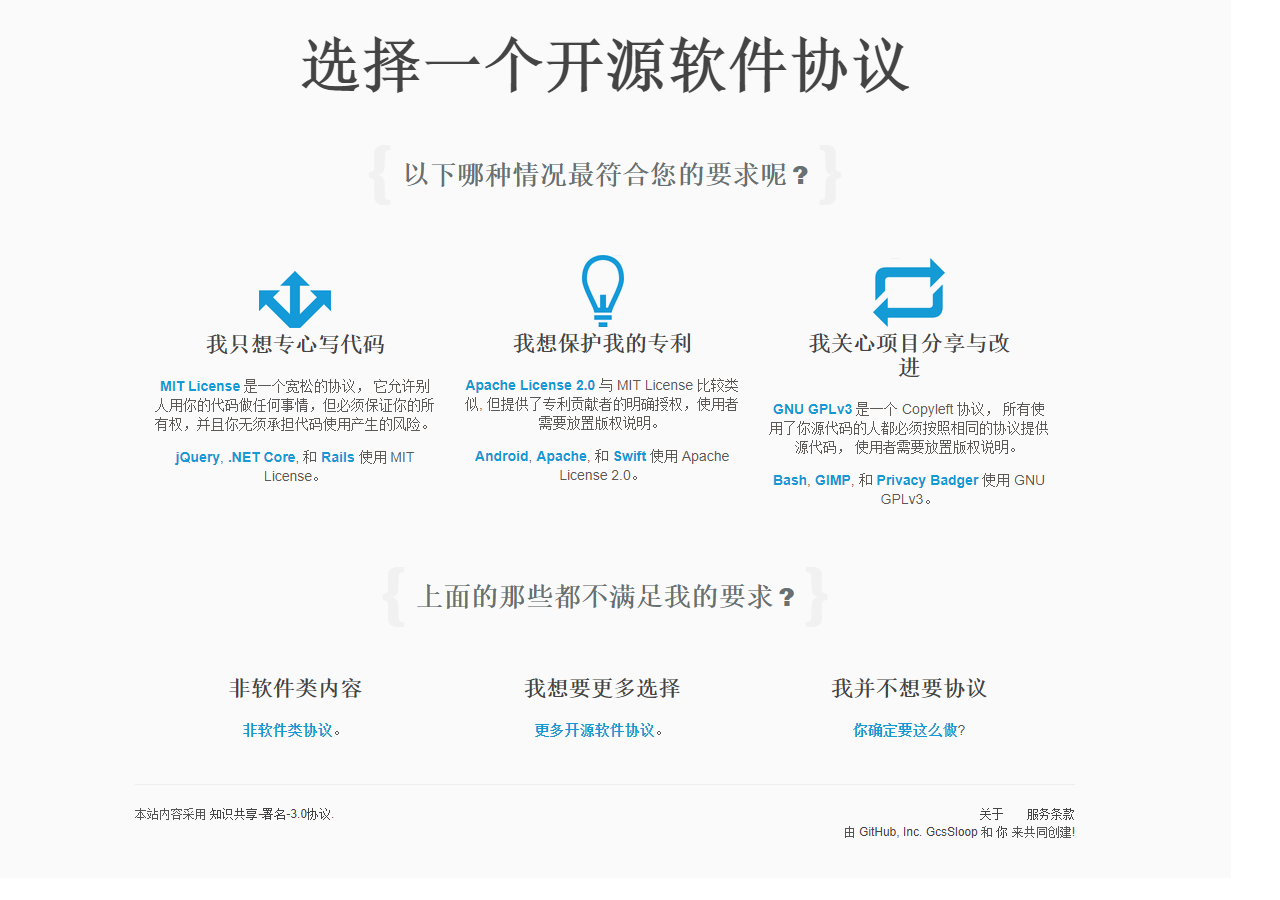 选择一个开源软件协议
{ 以下哪种情况最符合您的要求呢？ }
我只想专心写代码
MIT License 是一个宽松的协议， 它允许别
人用你的代码做任何事情，但必须保证你的所
有权，并且你无须承担代码使用产生的风险。
jQuery, .NET Core, 和 Rails 使用 MIT
License。
我想保护我的专利
Apache License 2.0 与 MIT License 比较类
似, 但提供了专利贡献者的明确授权，使用者
需要放置版权说明。
Android, Apache, 和 Swift 使用 Apache
License 2.0。
我关心项目分享与改
进
GNU GPLv3 是一个 Copyleft 协议， 所有使
用了你源代码的人都必须按照相同的协议提供
源代码， 使用者需要放置版权说明。
Bash, GIMP, 和 Privacy Badger 使用 GNU
GPLv3。
{ 上面的那些都不满足我的要求？ }
非软件类内容
非软件类协议。
我想要更多选择
更多开源软件协议。
我并不想要协议
你确定要这么做?
本站内容采用 知识共享-署名-3.0协议.
关于 服务条款
由 GitHub, Inc. GcsSloop 和 你 来共同创建!